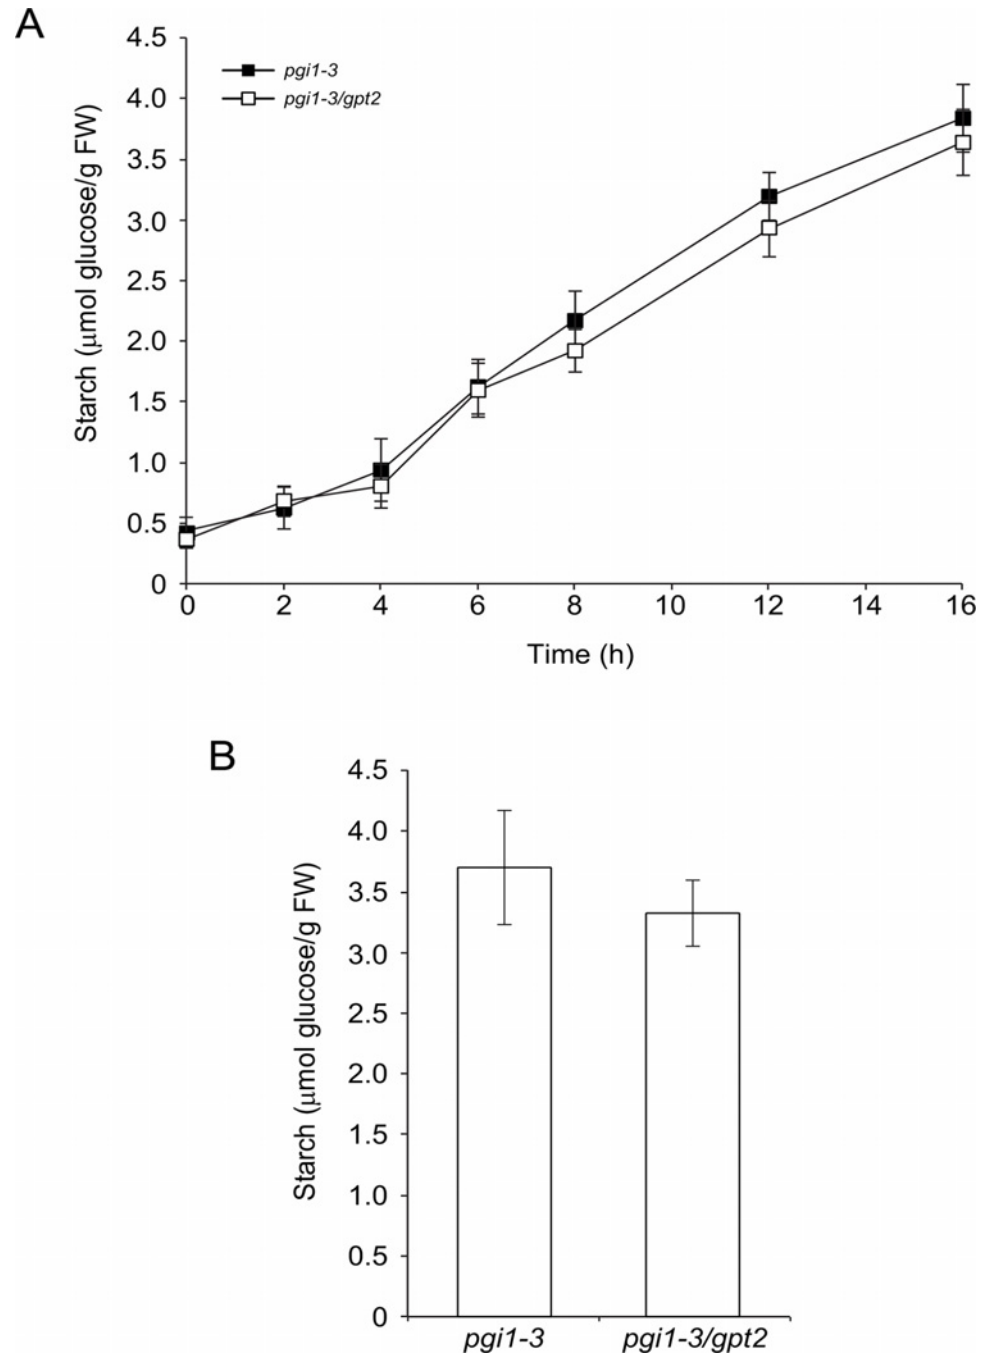 A
4.5
4.0
3.5
3.0
2.5
2.0
1.5
1.0
0.5
0
Starch (µmol glucose/g FW)
pgi1-3
pgi1-3/gpt2
0 2 4 6 8 10 12 14 16
Time (h)
B
4.5
4.0
3.5
3.0
2.5
2.0
1.5
1.0
0.5
0
Starch (µmol glucose/g FW)
pgi1-3 pgi1-3/gpt2